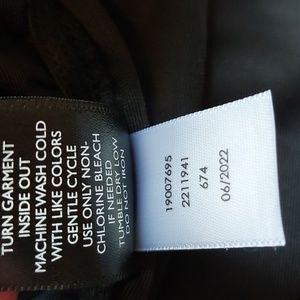 TURN GARMENT
INSIDE OUT
MACHINE WASH COLD
WITH LIKE COLORS
GENTLE CYCLE
USE ONLY NON-
CHLORINE BLEACH
IF NEEDED
TUMBLE DRY LOW
DO NOT IRON
19007695
2211941
674
06/2022